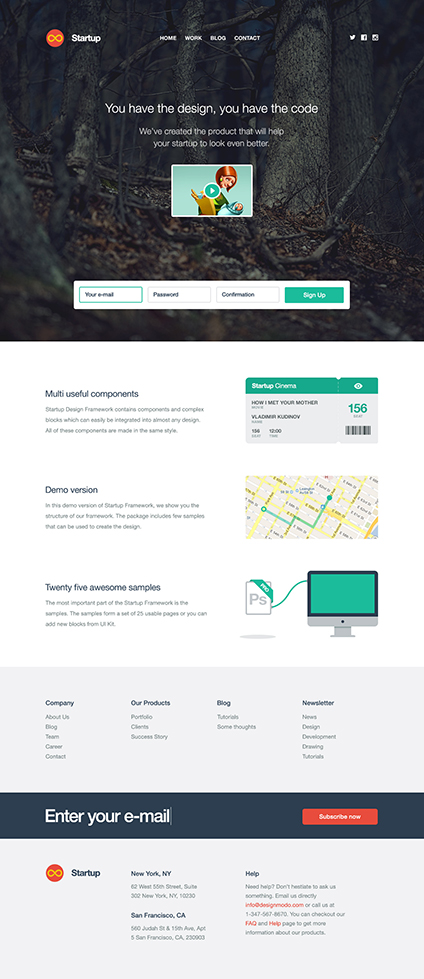 Startup
HOME WORK BLOG CONTACT
You have the design, you have the code
We've created the product that will help
your startup to look even better.
Your e-mail
Password
Confirmation
Sign Up
Multi useful components
Startup Design Framework contains components and complex
blocks which can easily be integrated into almost any design.
All of these components are made in the same style.
Startup Cinema
HOW I MET YOUR MOTHER
MOVIE
VLADIMIR KUDINOV
NAME
156
SEAT
12:00
TIME
156
SEAT
Demo version
In this demo version of Startup Framework, we show you the
structure of our framework. The package includes few samples
that can be used to create the design.
Twenty five awesome samples
The most important part of the Startup Framework is the
samples. The samples form a set of 25 usable pages or you can
add new blocks from UI Kit.
PSD
Ps
Company
About Us
Blog
Team
Career
Contact
Our Products
Portfolio
Clients
Success Story
Blog
Tutorials
Some thoughts
Newsletter
News
Design
Development
Drawing
Tutorials
Enter your e-mail
Subscribe now
Startup
New York, NY
62 West 55th Street, Suite
302 New York, NY, 10230
San Francisco, CA
560 Judah St & 15th Ave, Apt
5 San Francisco, CA, 230903
Help
Need help? Don't hesitate to ask us
something. Email us directly
info@designmodo.com or call us at
1-347-567-8670. You can checkout our
FAQ and Help page to get more
information about our products.